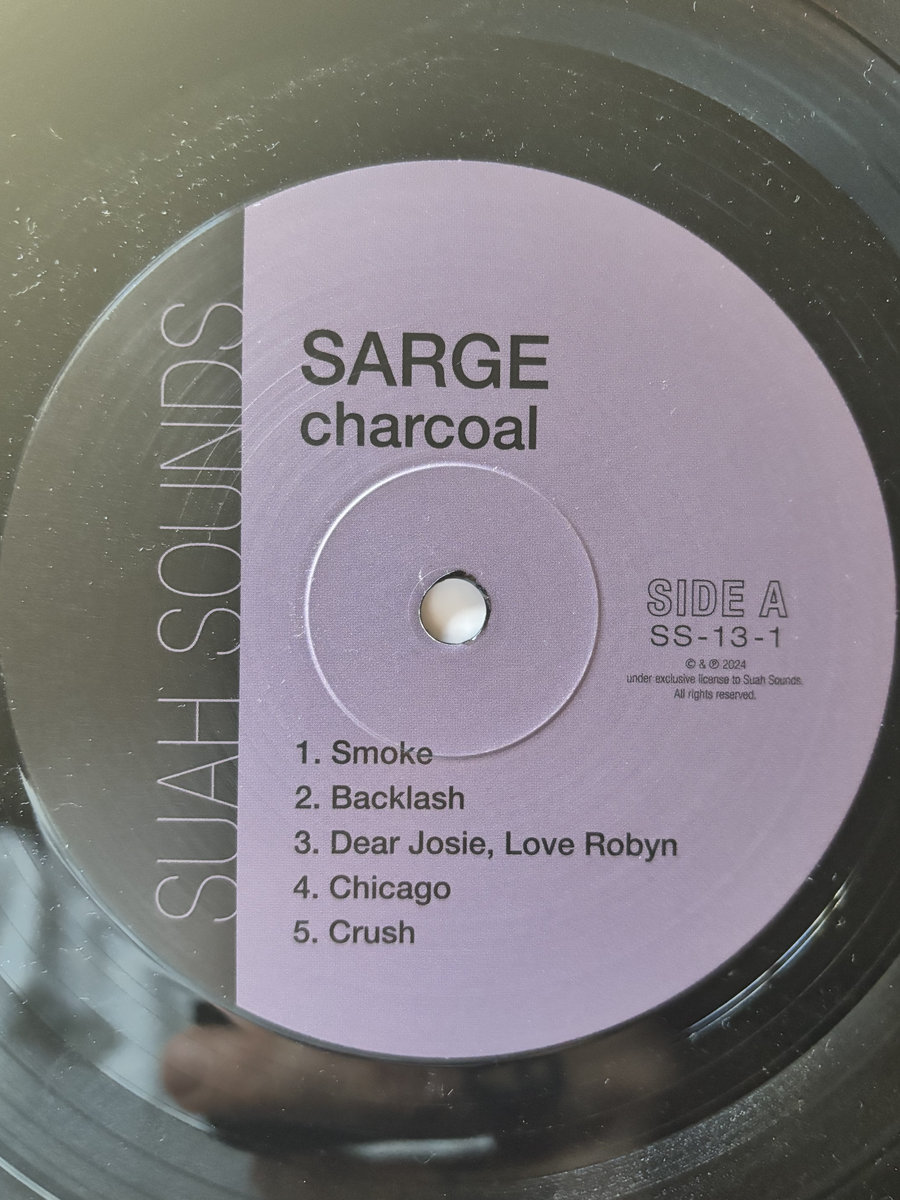 SUAH SOUNDS
SARGE
charcoal
SIDE A
SS-13-1
© & ℗ 2024
under exclusive license to Suah Sounds.
All rights reserved.
1. Smoke
2. Backlash
3. Dear Josie, Love Robyn
4. Chicago
5. Crush